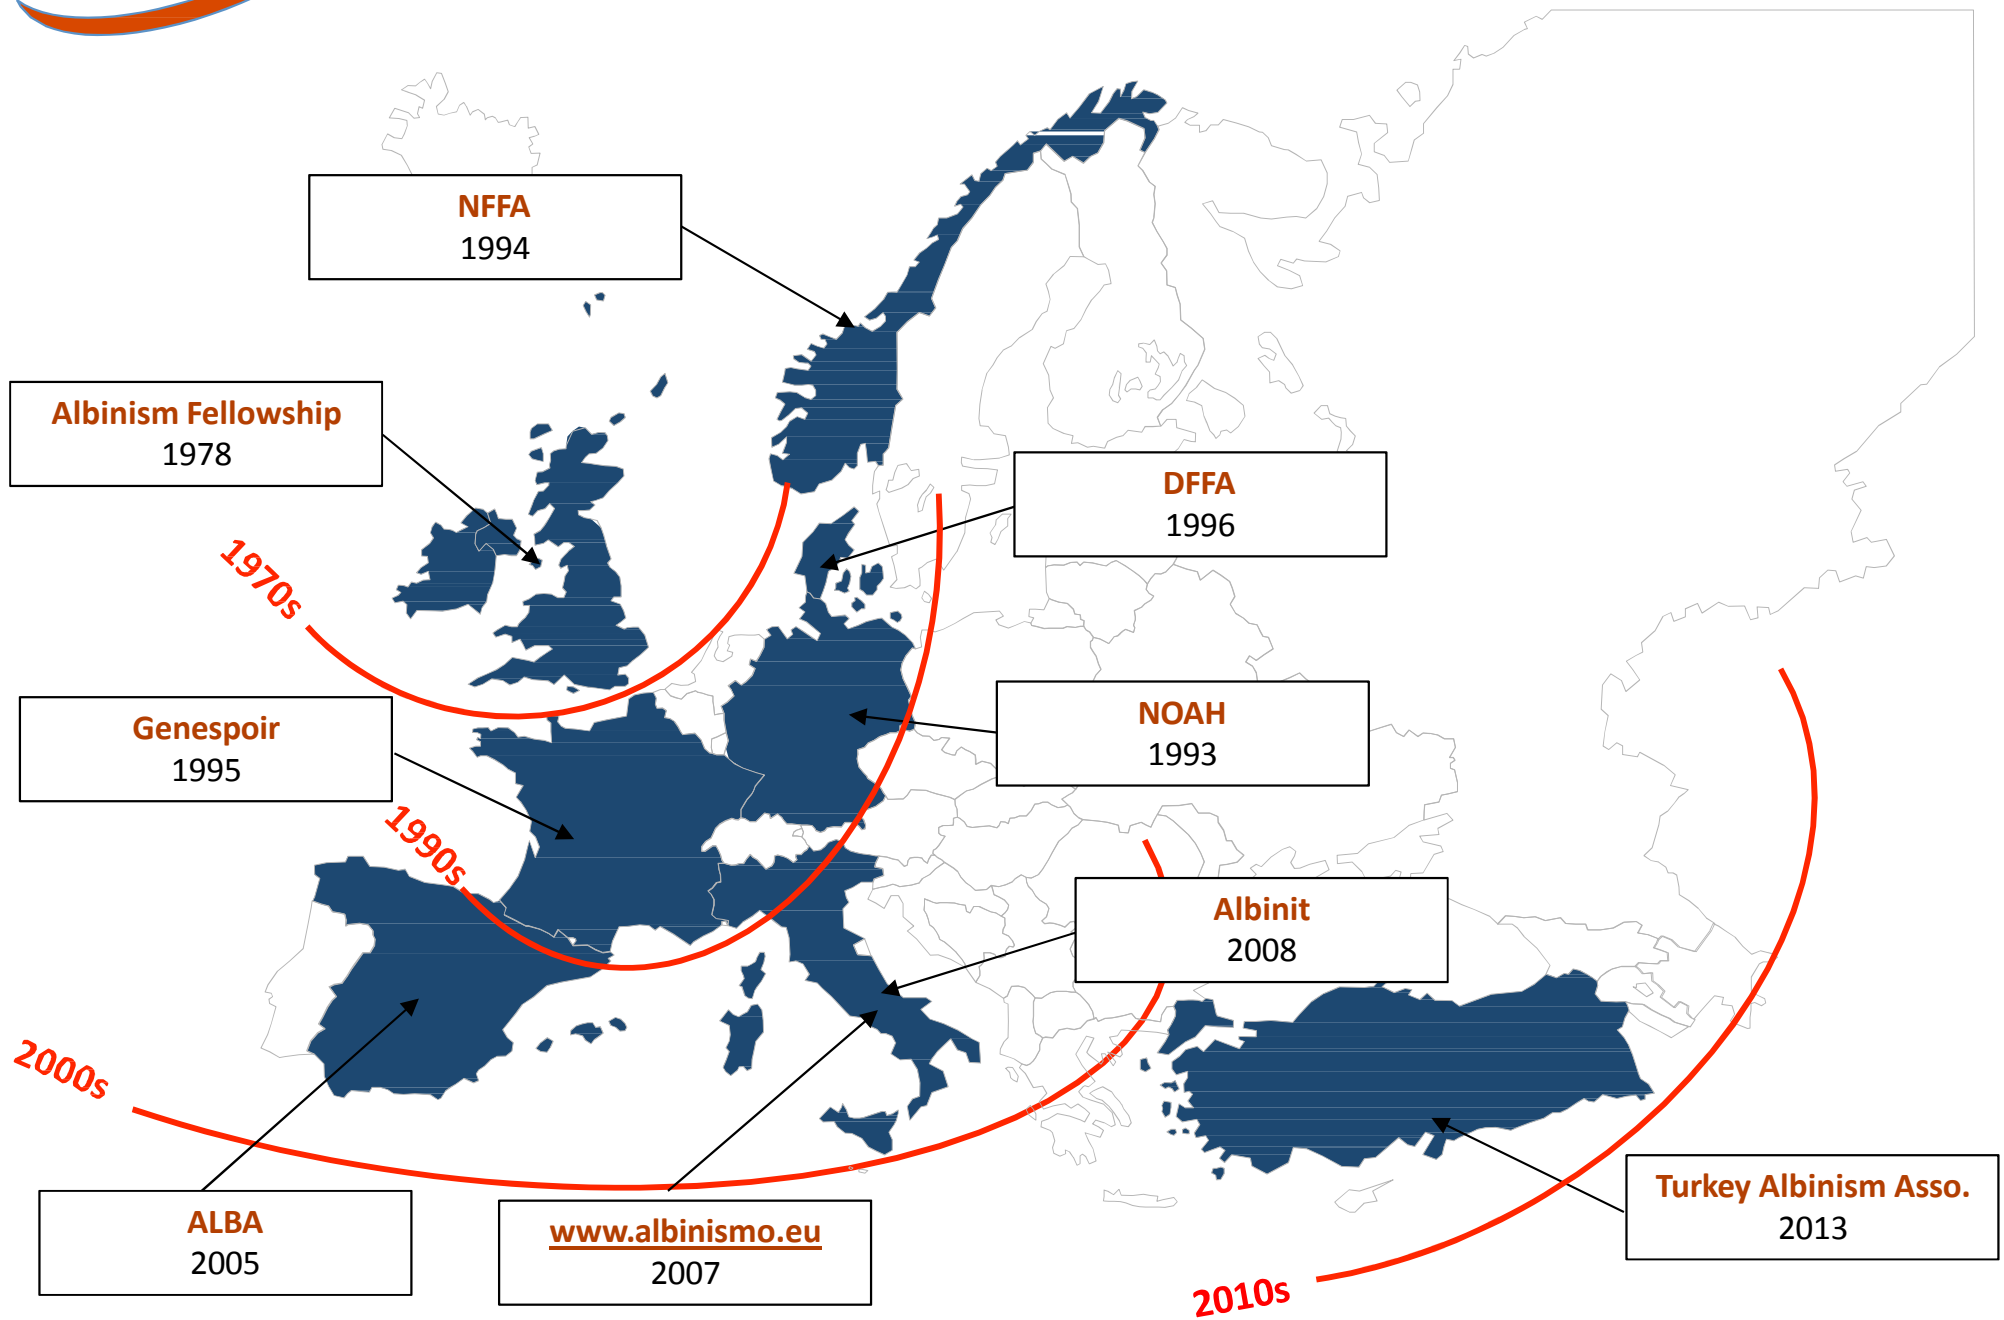 NFFA
1994
Albinism Fellowship
1978
DFFA
1996
1970s
Genespoir
1995
NOAH
1993
1990s
Albinit
2008
2000s
ALBA
2005
www.albinismo.eu
2007
Turkey Albinism Asso.
2013
2010s